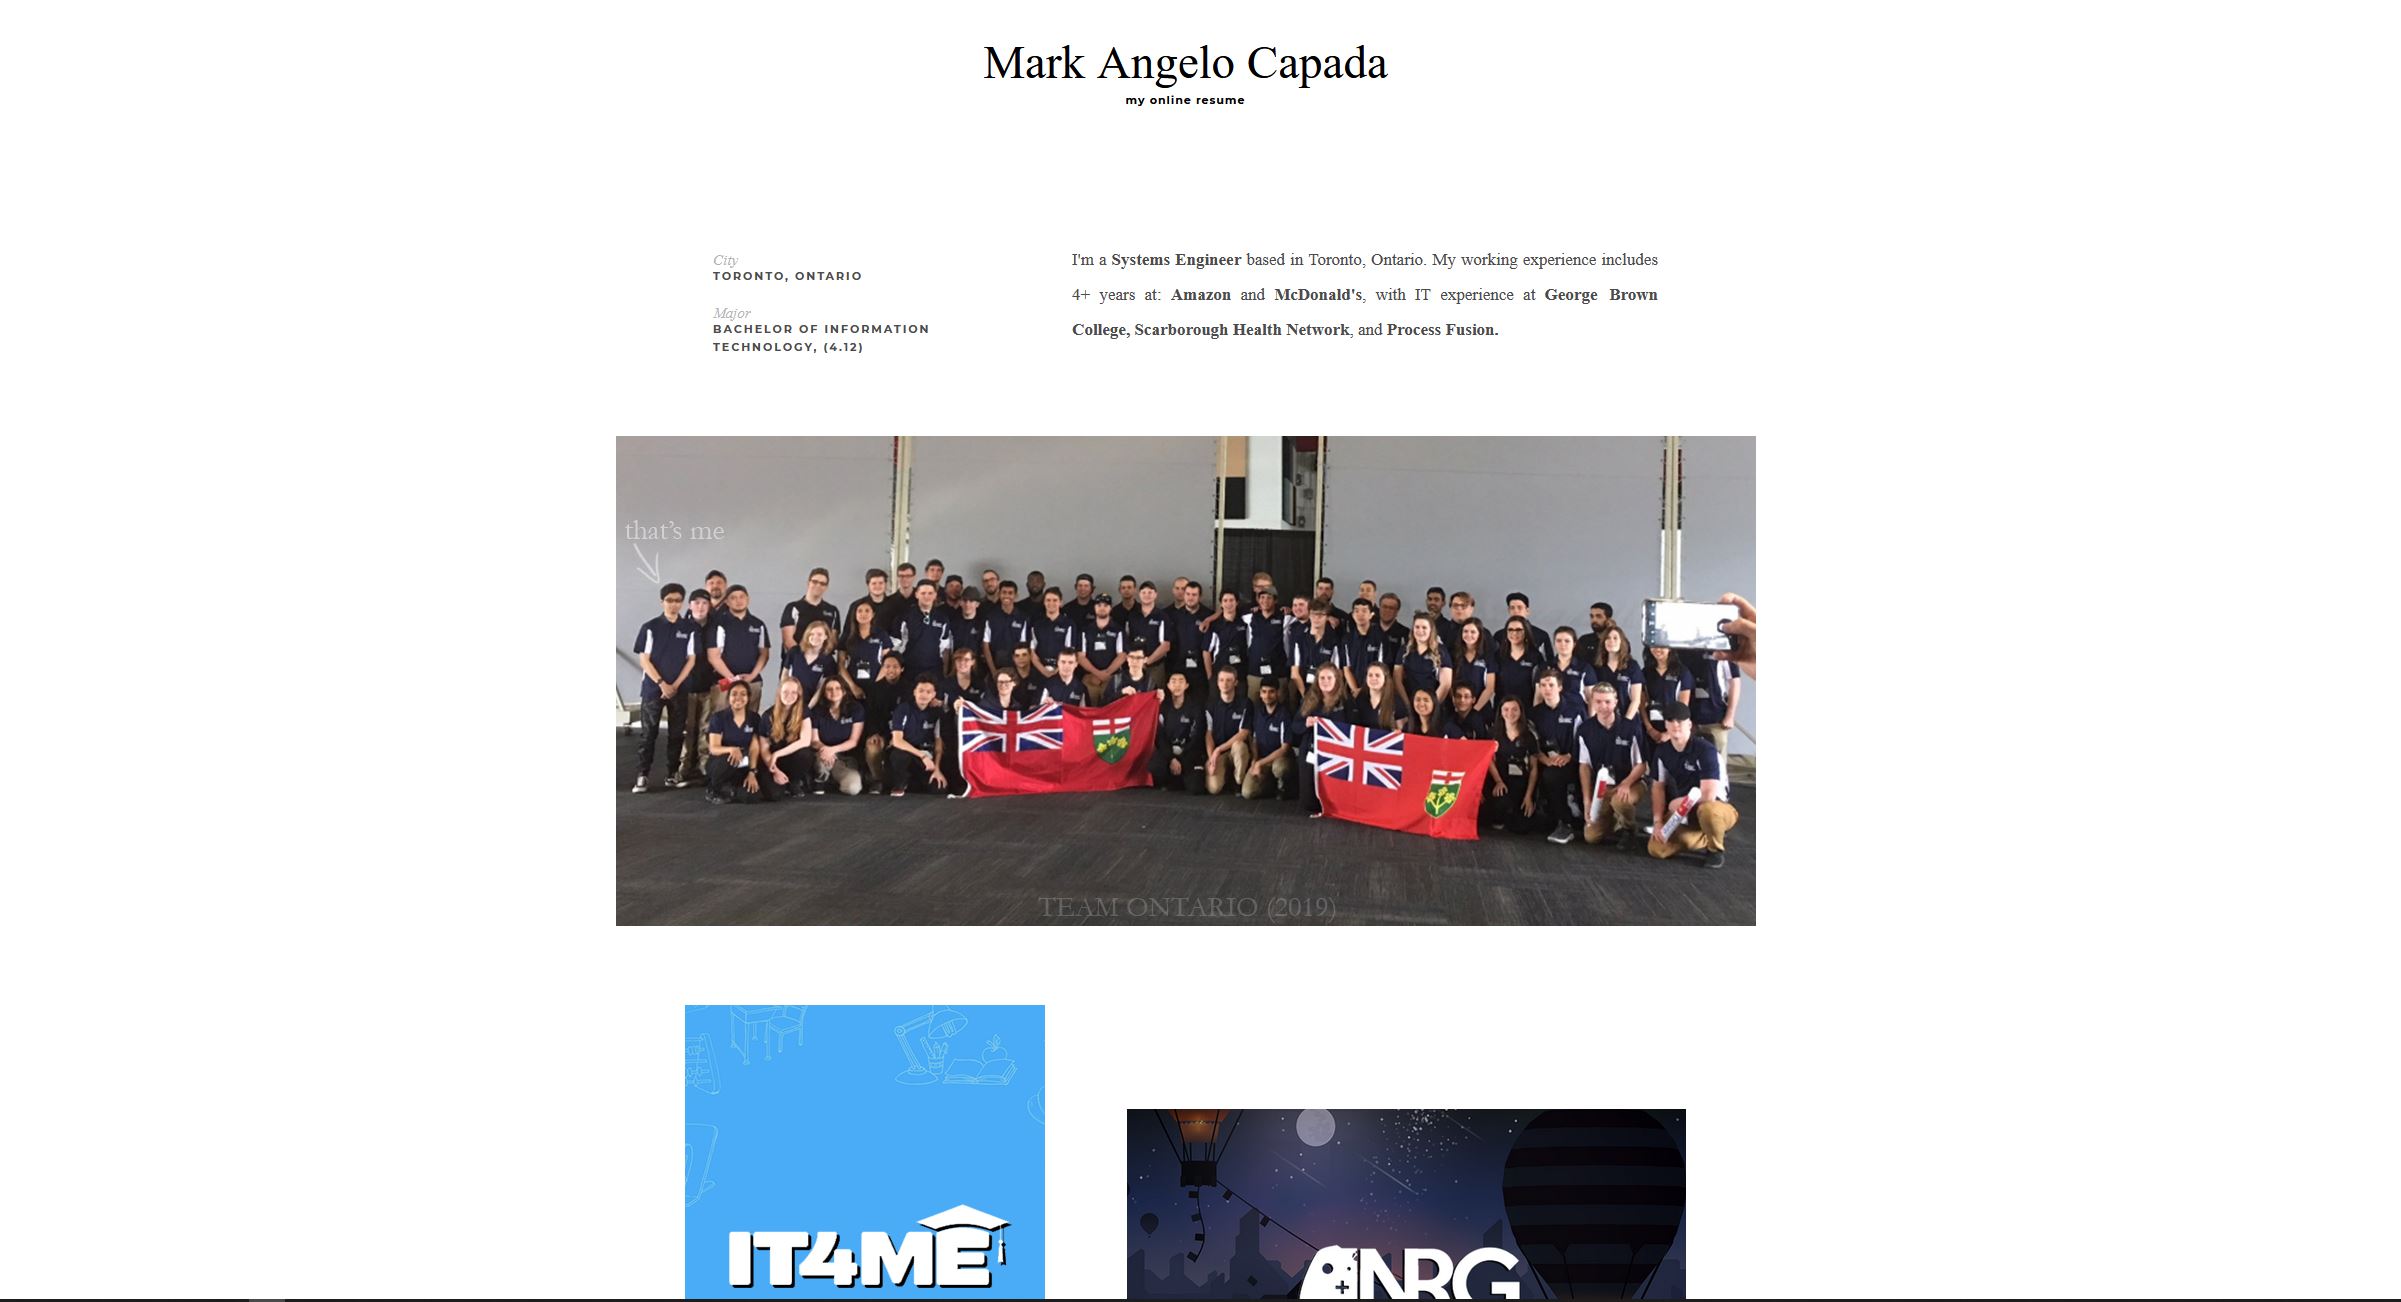 Mark Angelo Capada
my online resume
City
TORONTO, ONTARIO
Major
BACHELOR OF INFORMATION
TECHNOLOGY, (4.12)
I'm a Systems Engineer based in Toronto, Ontario. My working experience includes
4+ years at: Amazon and McDonald's, with IT experience at George Brown
College, Scarborough Health Network, and Process Fusion.
that's me
TEAM ONTARIO (2019)
IT4ME
NRG